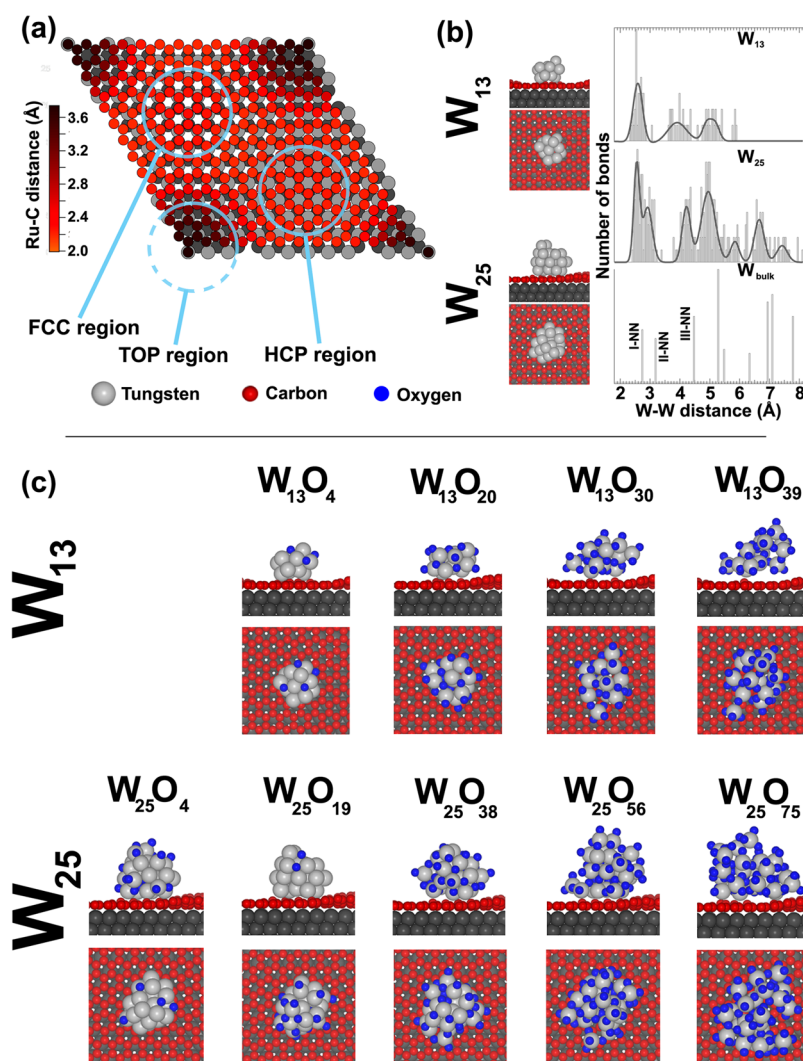 (a)
Ru-C distance (Å)
3.6
3.2
2.8
2.4
2.0
FCC region
TOP region
HCP region
Tungsten
Carbon
Oxygen
(b)
W13
W25
Number of bonds
W13
W25
Wbulk
I-NN
II-NN
III-NN
2 3 4 5 6 7 8
W-W distance (Å)
(c)
W13
W13O4 W13O20 W13O30 W13O39
W25
W25O4 W25O19 W25O38 W25O56 W25O75